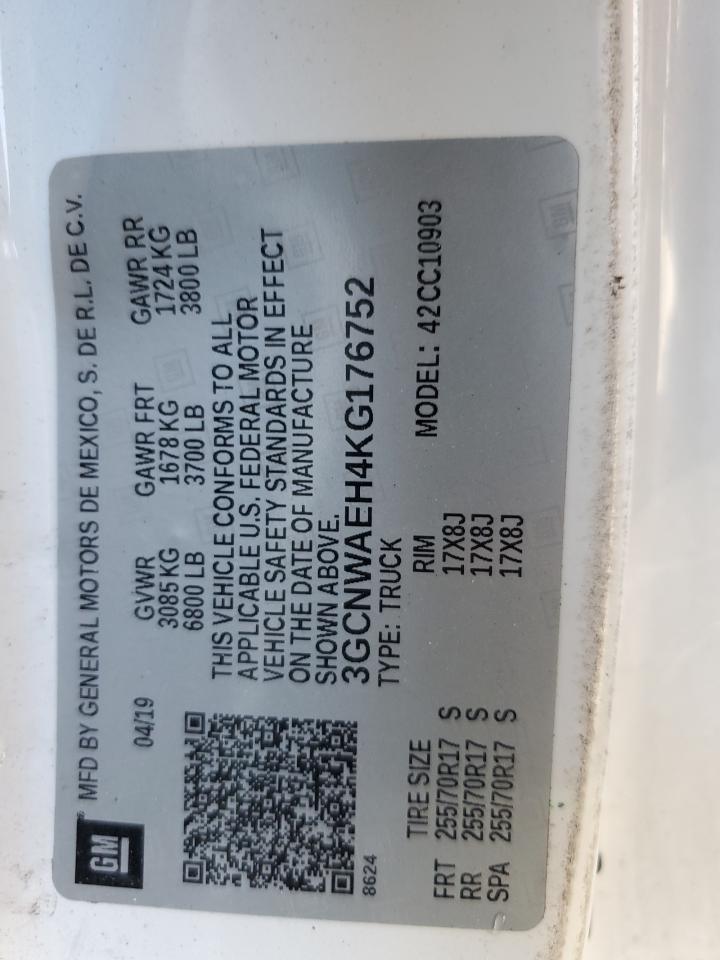 GM
MFD BY GENERAL MOTORS DE MEXICO, S. DE R.L. DE C.V.
04/19
GVWR GAWR FRT GAWR RR
3085 KG 1678 KG 1724 KG
6800 LB 3700 LB 3800 LB
THIS VEHICLE CONFORMS TO ALL
APPLICABLE U.S. FEDERAL MOTOR
VEHICLE SAFETY STANDARDS IN EFFECT
ON THE DATE OF MANUFACTURE
SHOWN ABOVE.
3GCNWAEH4KG176752
TYPE: TRUCK
8624
MODEL: 42CC10903
TIRE SIZE RIM
FRT 255/70R17 S 17X8J
RR 255/70R17 S 17X8J
SPA 255/70R17 S 17X8J